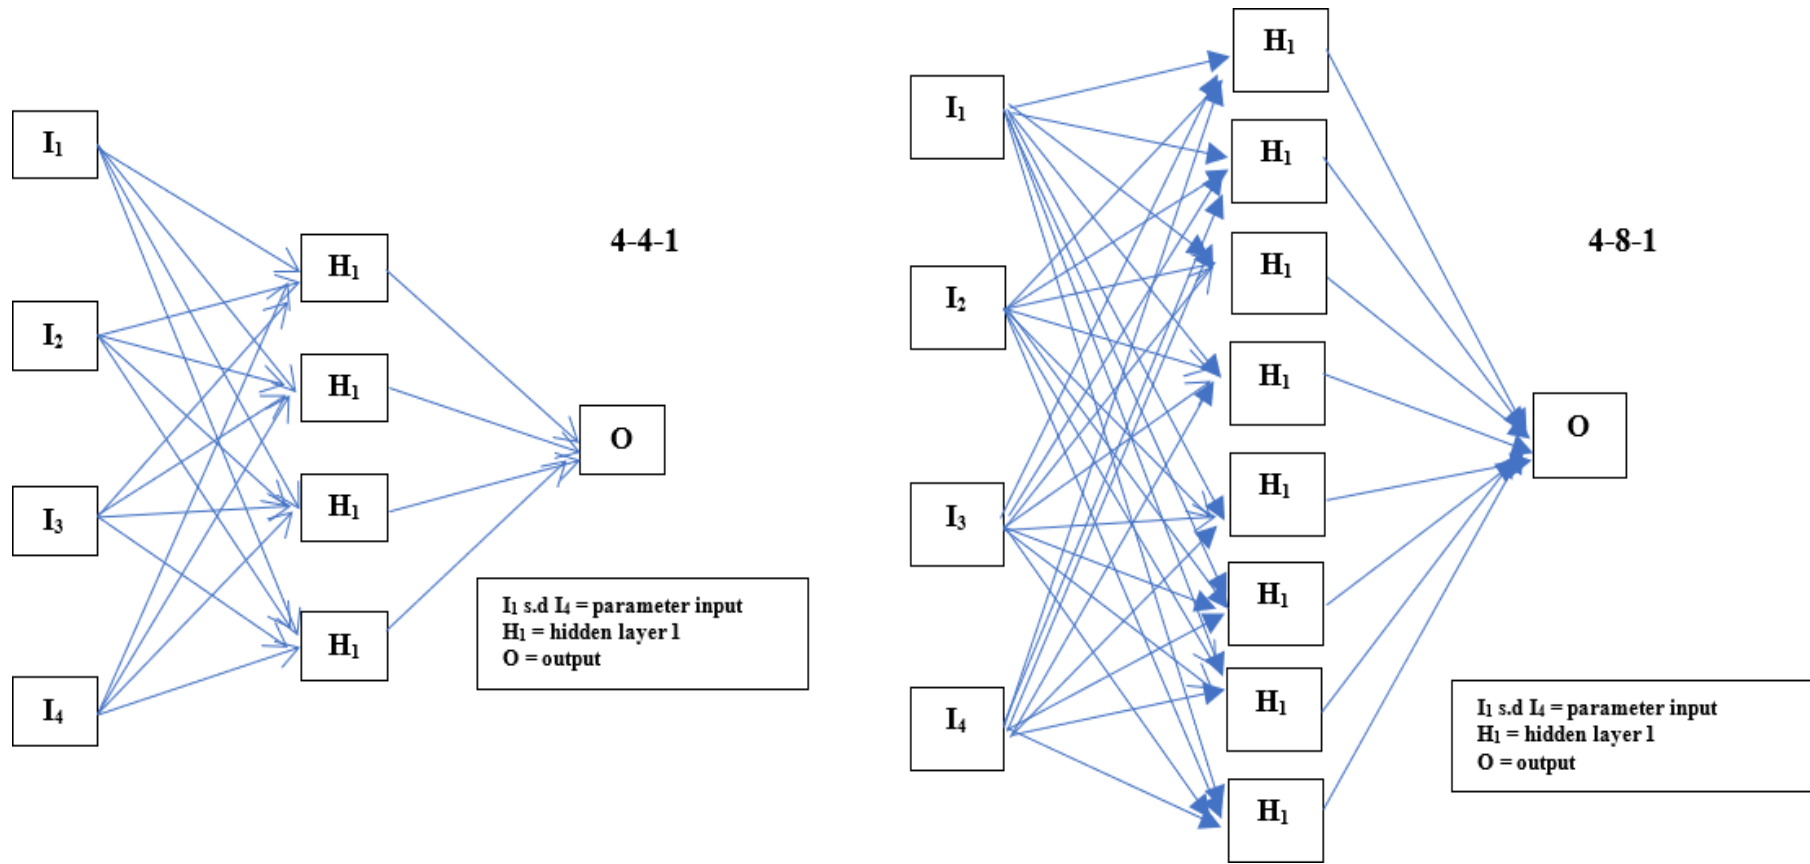 I₁
I₂
I₃
I₄
H₁
H₁
H₁
H₁
O
4-4-1
I₁ s.d I₄ = parameter input
H₁ = hidden layer 1
O = output
I₁
I₂
I₃
I₄
H₁
H₁
H₁
H₁
H₁
H₁
H₁
H₁
O
4-8-1
I₁ s.d I₄ = parameter input
H₁ = hidden layer 1
O = output